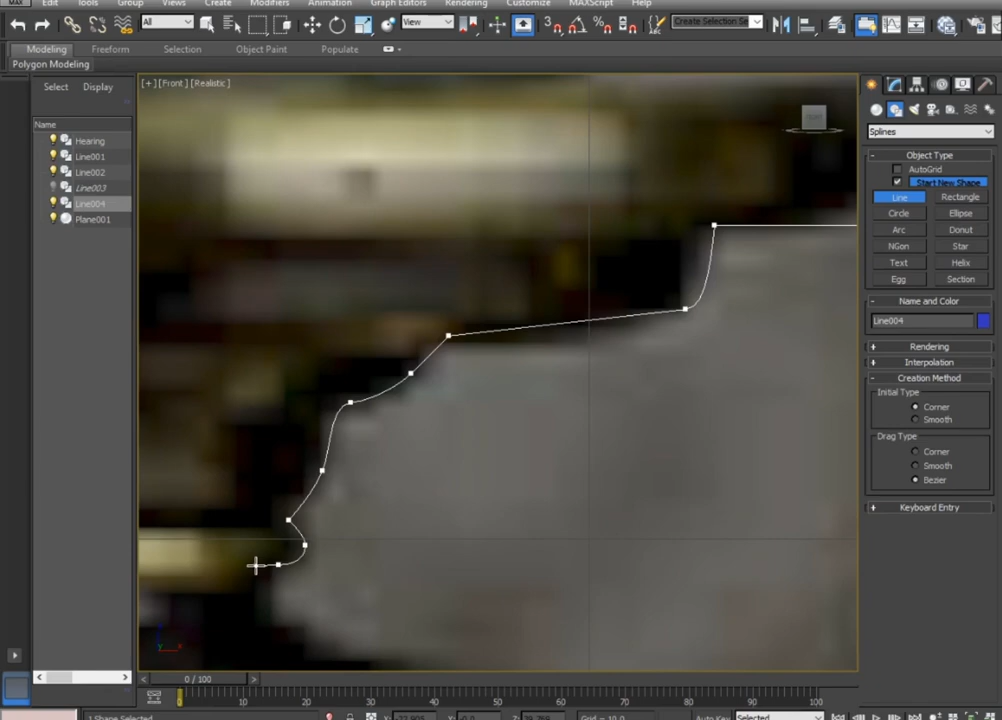 MAX Edit Tools Group Views Create Modifiers Animation Graph Editors Rendering Customize MAXScript Help
All View Create Selection Se
Modeling Freeform Selection Object Paint Populate
Polygon Modeling
Select Display
Name
Hearing
Line001
Line002
Line003
Line004
Plane001
[+] [Front ] [Realistic ]
Splines
Object Type
AutoGrid
Start New Shape
Line Rectangle
Circle Ellipse
Arc Donut
NGon Star
Text Helix
Egg Section
Name and Color
Line004
Rendering
Interpolation
Creation Method
Initial Type
Corner
Smooth
Drag Type
Corner
Smooth
Bezier
Keyboard Entry
0 / 100
0 10 20 30 40 50 60 70 80 90 100
1 Shape Selected X: Y: Z: Grid = 10.0 Auto Key Selected